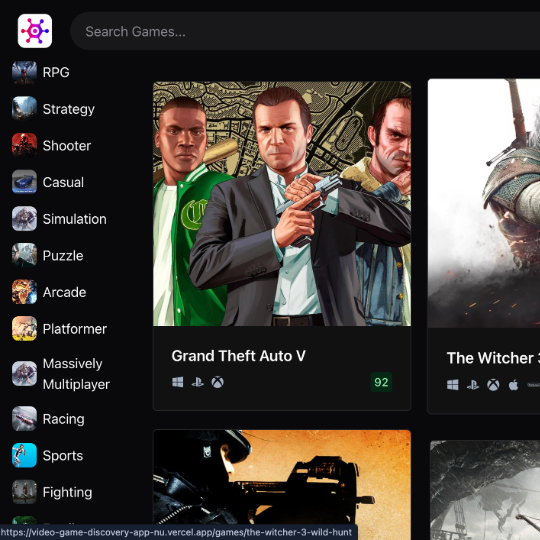 Search Games...
RPG
Strategy
Shooter
Casual
Simulation
Puzzle
Arcade
Platformer
Massively
Multiplayer
Racing
Sports
Fighting
Grand Theft Auto V
92
The Witcher 3
https://video-game-discovery-app-nu.vercel.app/games/the-witcher-3-wild-hunt